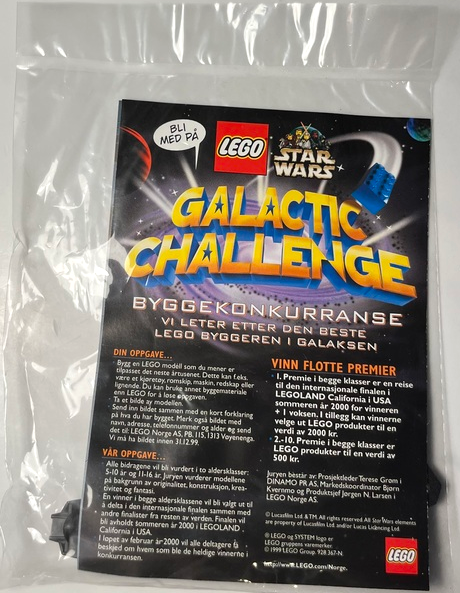 BLI
MED PÅ
LEGO
STAR
WARS
GALACTIC
CHALLENGE
BYGGEKONKURRANSE
VI LETER ETTER DEN BESTE
LEGO BYGGEREN I GALAKSEN
DIN OPPGAVE...
Bygg en LEGO modell som du mener er
tilpasset det neste årtusenet. Dette kan f.eks.
være et kjøretøy, romskip, maskin, redskap eller
lignende. Du kan bruke annet byggemateriale
enn LEGO for å løse oppgaven.
Ta et bilde av modellen.
Send inn bildet sammen med en kort forklaring
på hva du har bygget. Merk også bildet med
navn, adresse, telefonnummer og alder og send
det til LEGO Norge AS, PB. 115, 1313 Vøyenenga.
Vi må ha bildet innen 31.12.99.
VÅR OPPGAVE...
Alle bidragene vil bli vurdert i to aldersklasser:
5-10 år og 11-16 år. Juryen vurderer modellene
på bakgrunn av originalitet, konstruksjon, krea-
tivitet og fantasi.
En vinner i begge aldersklassene vil bli valgt ut til
å delta i den internasjonale finalen sammen med
andre finalister fra resten av verden. Finalen vil
bli avholdt sommeren år 2000 i LEGOLAND
California i USA.
I løpet av februar år 2000 vil alle deltagere få
beskjed om hvem som ble de heldige vinnerne i
konkurransen.
VINN FLOTTE PREMIER
• 1. Premie i begge klasser er en reise
til den internasjonale finalen i
LEGOLAND California i USA
sommeren år 2000 for vinneren
+ 1 voksen. I tillegg kan vinnerne
velge ut LEGO produkter til en
verdi av 2000 kr.
• 2.-10. Premie i begge klasser er
LEGO produkter til en verdi av
500 kr.
Juryen består av: Prosjektleder Terese Grøm i
DINAMO PR AS, Markedskoordinator Bjørn
Kvernmo og Produktsjef Jørgen N. Larsen i
LEGO Norge AS.
© Lucasfilm Ltd & TM All rights reserved All Star Wars elements
are property of Lucasfilm Ltd and/or Lucas Licencing Ltd
® LEGO og SYSTEM logo er
LEGO gruppens varemerker.
© 1999 LEGO Group. 928.367-N.
http://www.LEGO.com/Norge.
LEGO